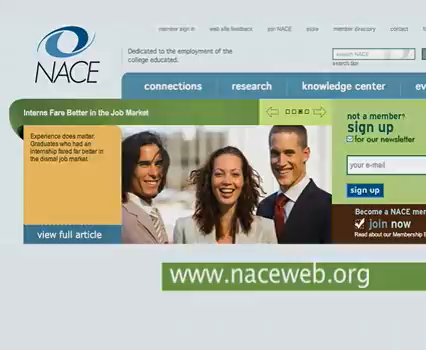 member sign in web site feedback join NACE store member directory contact
NACE
Dedicated to the employment of the
college educated.
search NACE
search tips
connections research knowledge center ev
Interns Fare Better in the Job Market
Experience does matter.
Graduates who had an
internship fared far better in
the dismal job market
view full article
not a member?
sign up
for our newsletter
your e-mail
sign up
Become a NACE mem
join now
Read about our Membership
www.naceweb.org